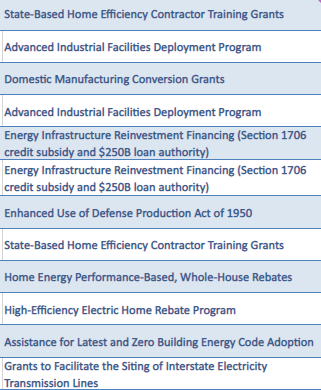 State-Based Home Efficiency Contractor Training Grants
Advanced Industrial Facilities Deployment Program
Domestic Manufacturing Conversion Grants
Advanced Industrial Facilities Deployment Program
Energy Infrastructure Reinvestment Financing (Section 1706
credit subsidy and $250B loan authority)
Energy Infrastructure Reinvestment Financing (Section 1706
credit subsidy and $250B loan authority)
Enhanced Use of Defense Production Act of 1950
State-Based Home Efficiency Contractor Training Grants
Home Energy Performance-Based, Whole-House Rebates
High-Efficiency Electric Home Rebate Program
Assistance for Latest and Zero Building Energy Code Adoption
Grants to Facilitate the Siting of Interstate Electricity
Transmission Lines